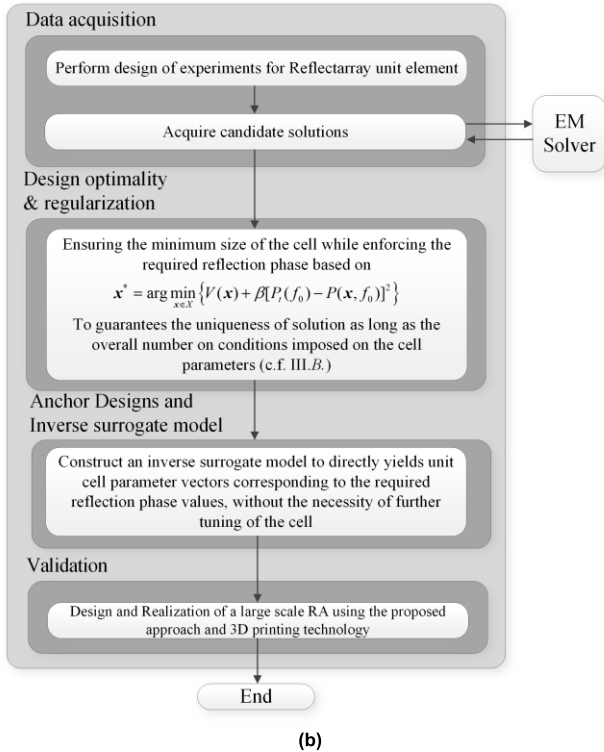 Data acquisition
Perform design of experiments for Reflectarray unit element
Acquire candidate solutions
EM
Solver
Design optimality
& regularization
Ensuring the minimum size of the cell while enforcing the
required reflection phase based on
x* = arg min x∈X {V(x) + β[Pt(f0) − P(x, f0)]²}
To guarantees the uniqueness of solution as long as the
overall number on conditions imposed on the cell
parameters (c.f. III.B.)
Anchor Designs and
Inverse surrogate model
Construct an inverse surrogate model to directly yields unit
cell parameter vectors corresponding to the required
reflection phase values, without the necessity of further
tuning of the cell
Validation
Design and Realization of a large scale RA using the proposed
approach and 3D printing technology
End
(b)